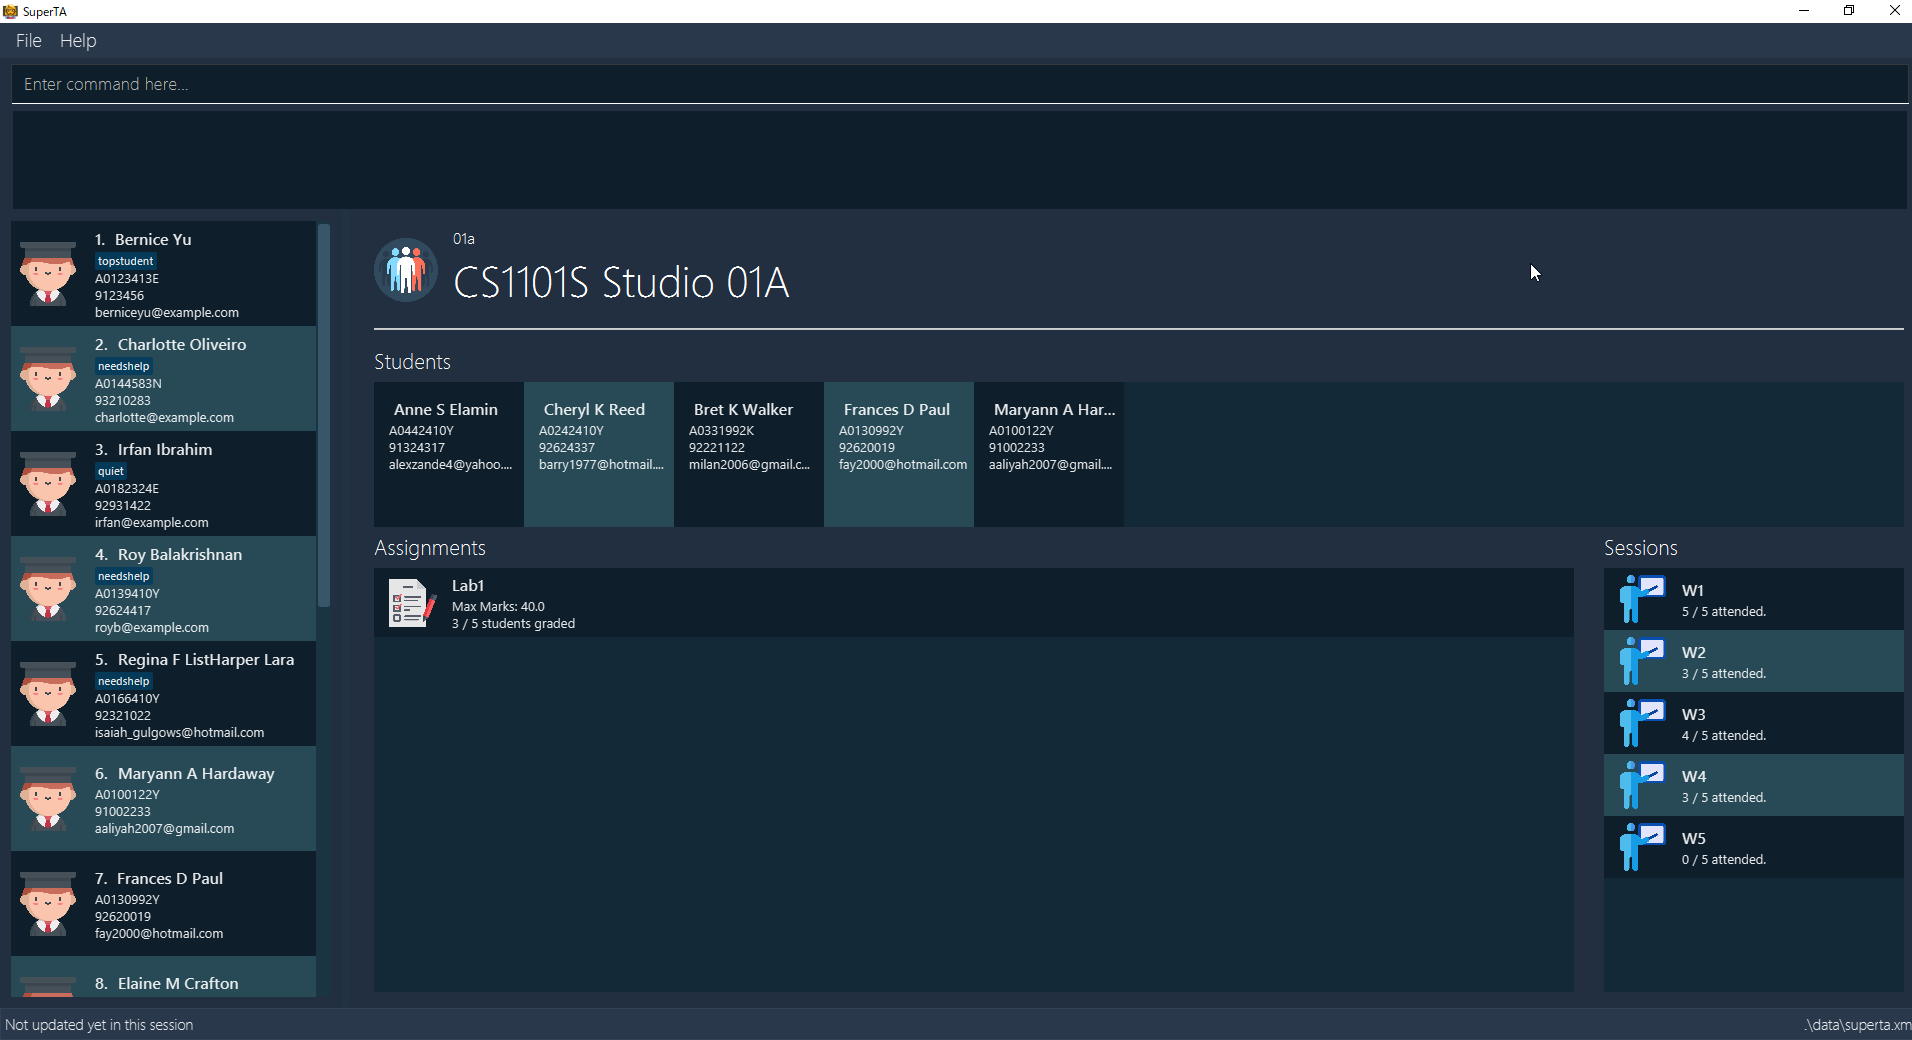 SuperTA
File Help
Enter command here...
1. Bernice Yu
topstudent
A0123413E
9123456
berniceyu@example.com
2. Charlotte Oliveiro
needshelp
A0144583N
93210283
charlotte@example.com
3. Irfan Ibrahim
quiet
A0182324E
92931422
irfan@example.com
4. Roy Balakrishnan
needshelp
A0139410Y
92624417
royb@example.com
5. Regina F ListHarper Lara
needshelp
A0166410Y
92321022
isaiah_gulgows@hotmail.com
6. Maryann A Hardaway
A0100122Y
91002233
aaliyah2007@gmail.com
7. Frances D Paul
A0130992Y
92620019
fay2000@hotmail.com
8. Elaine M Crafton
01a
CS1101S Studio 01A
Students
Anne S Elamin
A0442410Y
91324317
alexzande4@yahoo....
Cheryl K Reed
A0242410Y
92624337
barry1977@hotmail....
Bret K Walker
A0331992K
92221122
milan2006@gmail.c...
Frances D Paul
A0130992Y
92620019
fay2000@hotmail.com
Maryann A Har...
A0100122Y
91002233
aaliyah2007@gmail....
Assignments
Lab1
Max Marks: 40.0
3 / 5 students graded
Sessions
W1
5 / 5 attended.
W2
3 / 5 attended.
W3
4 / 5 attended.
W4
3 / 5 attended.
W5
0 / 5 attended.
Not updated yet in this session
.\data\superta.xm